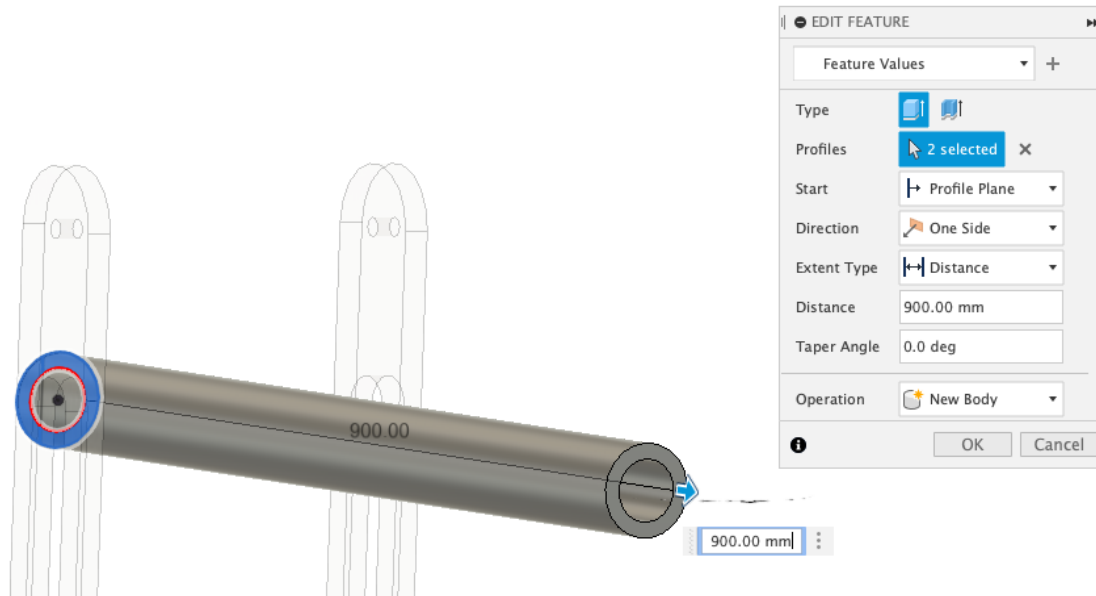 EDIT FEATURE
Feature Values
Type
Profiles 2 selected
Start Profile Plane
Direction One Side
Extent Type Distance
Distance 900.00 mm
Taper Angle 0.0 deg
Operation New Body
OK Cancel
900.00
900.00 mm